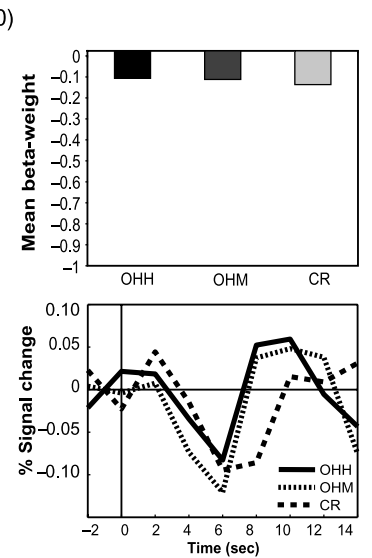 0)
Mean beta-weight
0
−0.1
−0.2
−0.3
−0.4
−0.5
−0.6
−0.7
−0.8
−0.9
−1
OHH OHM CR
% Signal change
0.10
0.05
0
−0.05
−0.10
OHH
OHM
CR
−2 0 2 4 6 8 10 12 14
Time (sec)